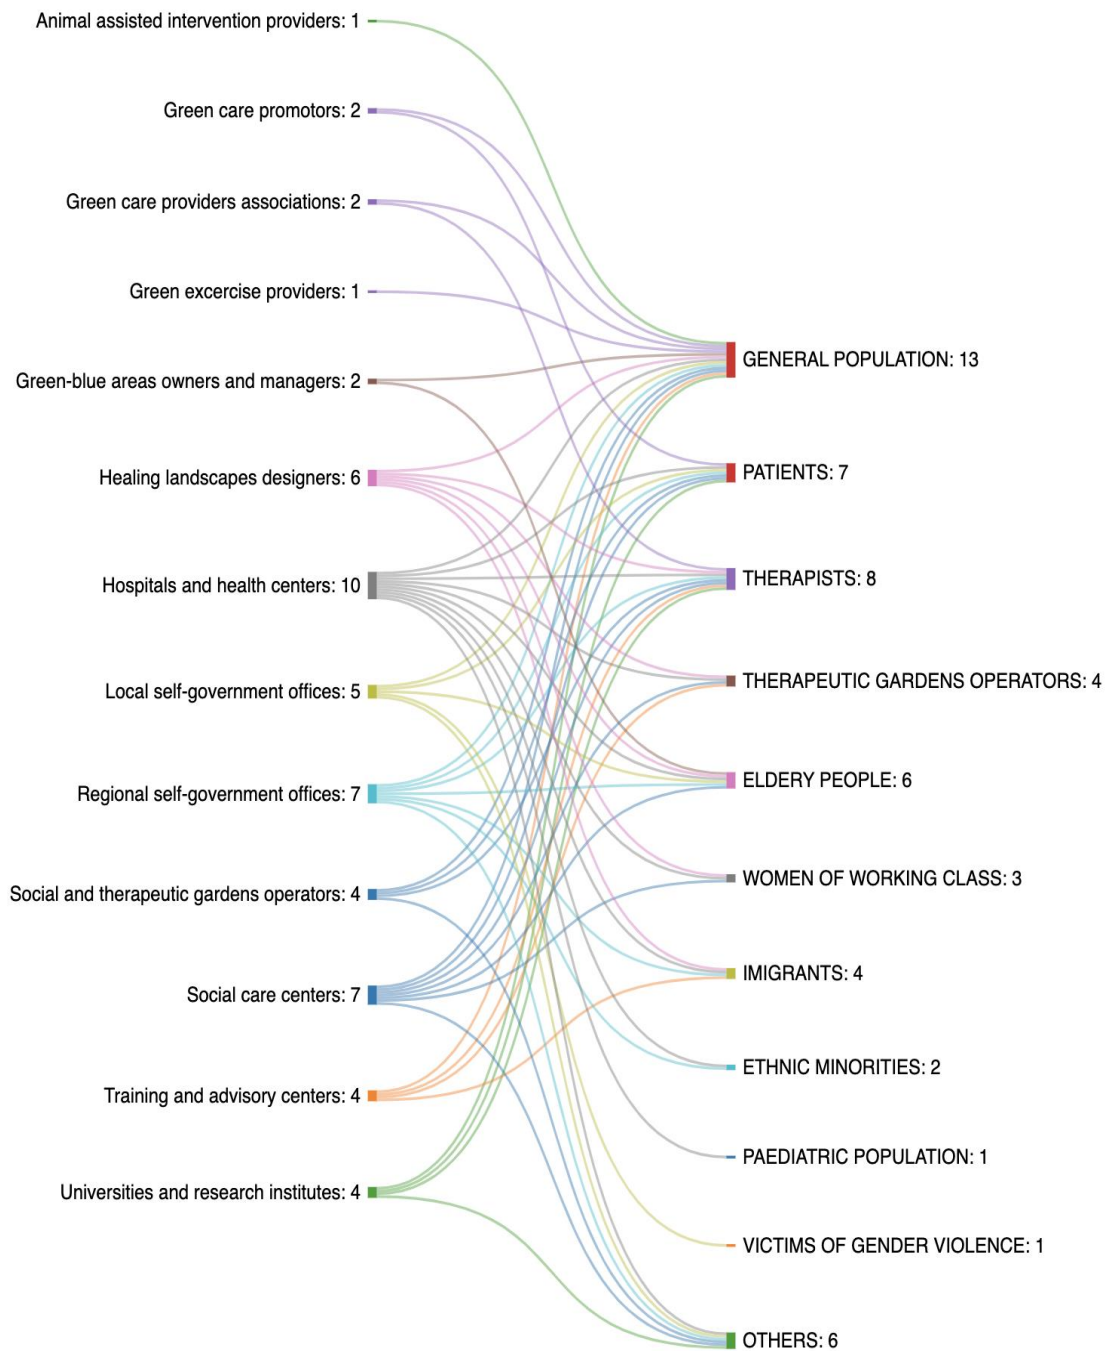 Animal assisted intervention providers: 1
Green care promotors: 2
Green care providers associations: 2
Green excercise providers: 1
Green-blue areas owners and managers: 2
Healing landscapes designers: 6
Hospitals and health centers: 10
Local self-government offices: 5
Regional self-government offices: 7
Social and therapeutic gardens operators: 4
Social care centers: 7
Training and advisory centers: 4
Universities and research institutes: 4
GENERAL POPULATION: 13
PATIENTS: 7
THERAPISTS: 8
THERAPEUTIC GARDENS OPERATORS: 4
ELDERY PEOPLE: 6
WOMEN OF WORKING CLASS: 3
IMIGRANTS: 4
ETHNIC MINORITIES: 2
PAEDIATRIC POPULATION: 1
VICTIMS OF GENDER VIOLENCE: 1
OTHERS: 6